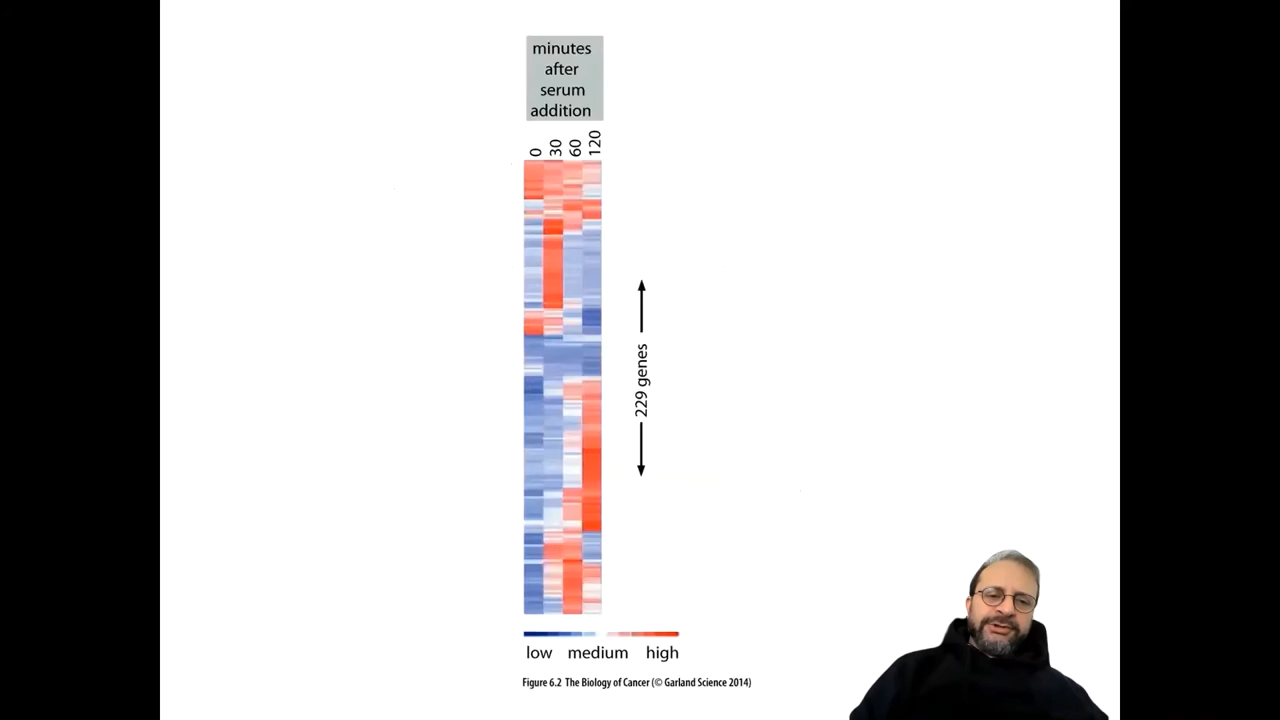 minutes
after
serum
addition
0
30
60
120
229 genes
low medium high
Figure 6.2 The Biology of Cancer (© Garland Science 2014)